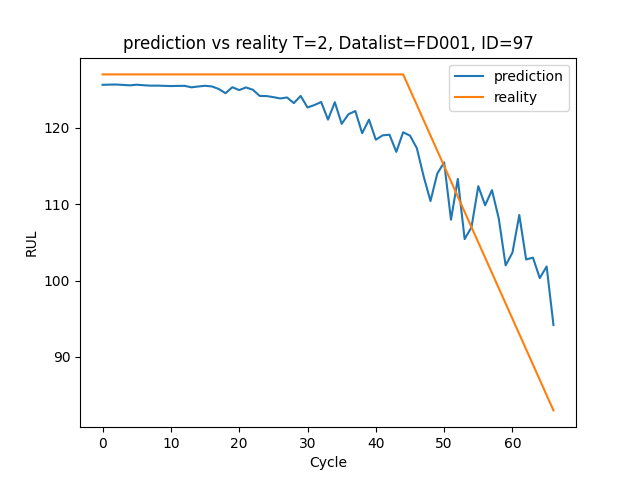 prediction vs reality T=2, Datalist=FD001, ID=97
prediction
reality
120
110
100
90
RUL
0 10 20 30 40 50 60
Cycle